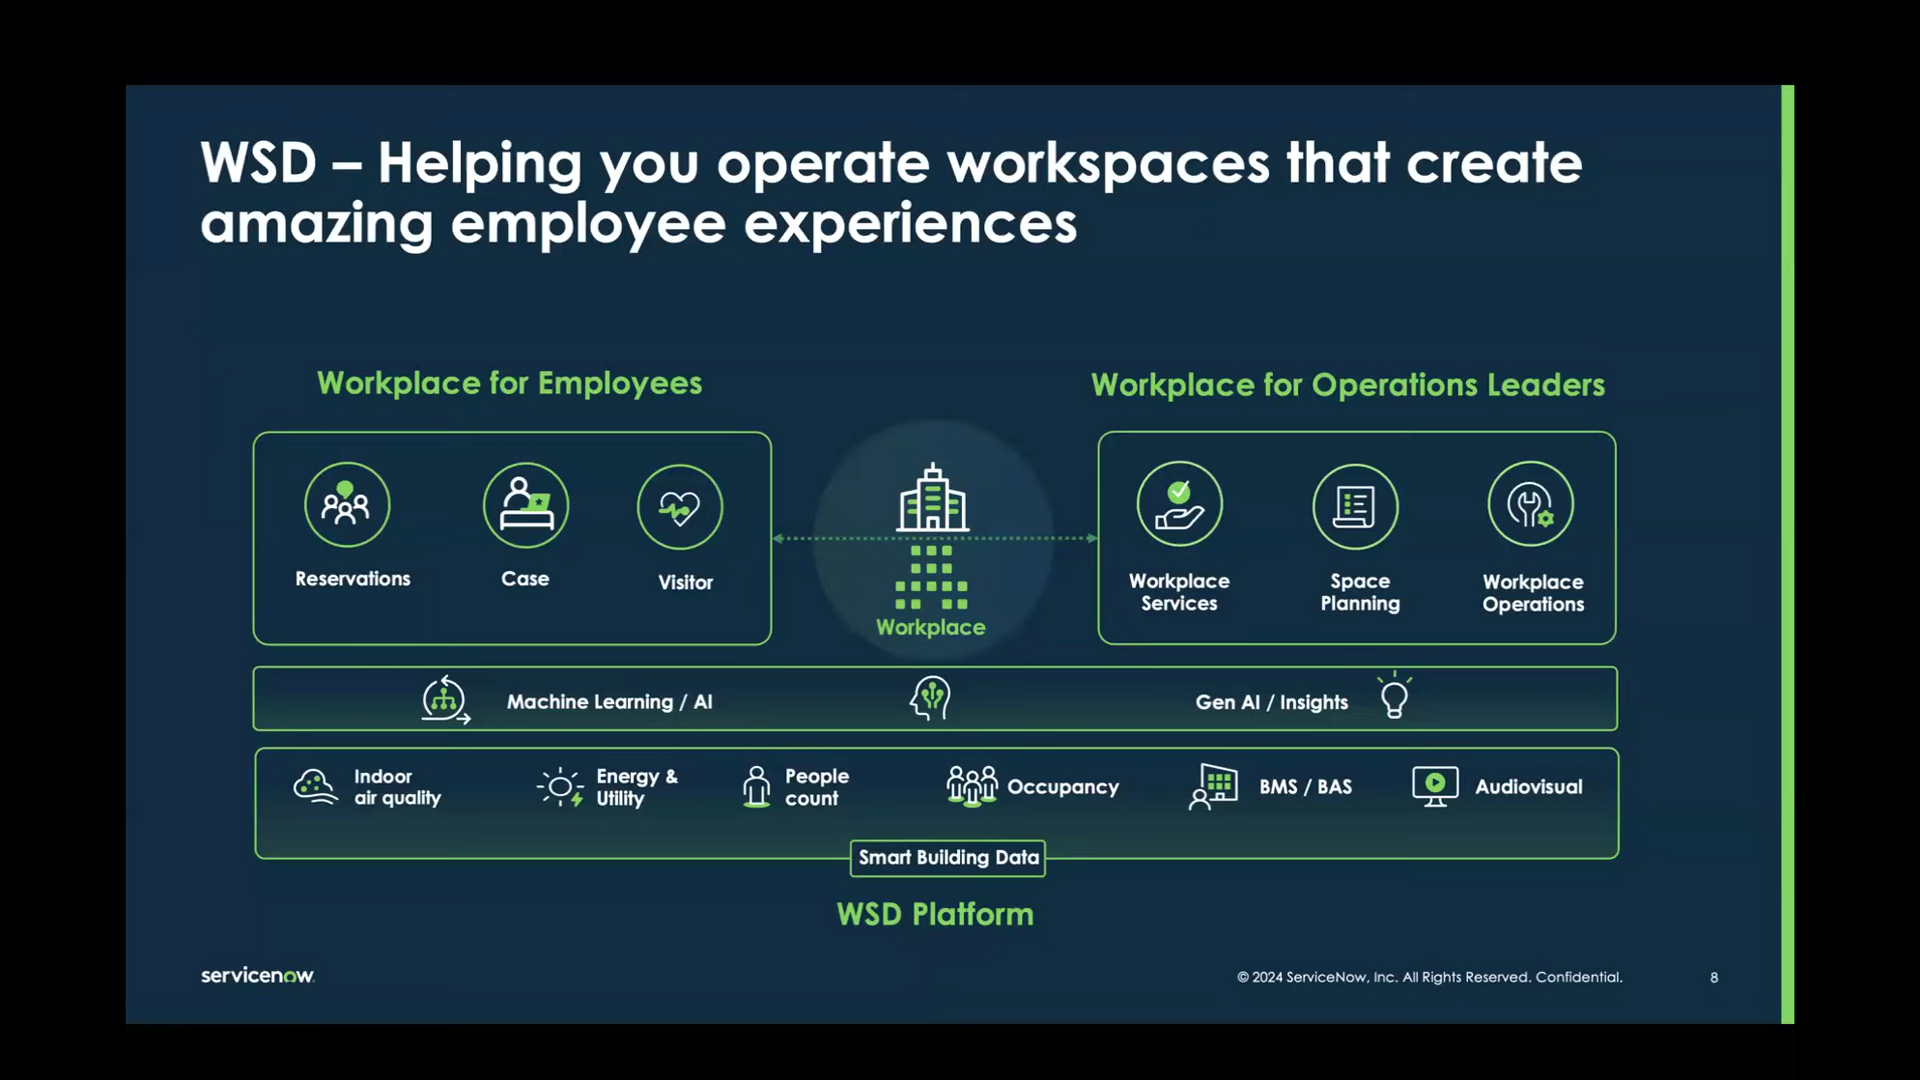 WSD – Helping you operate workspaces that create
amazing employee experiences
Workplace for Employees
Workplace for Operations Leaders
Reservations
Case
Visitor
Workplace
Workplace
Services
Space
Planning
Workplace
Operations
Machine Learning / AI
Gen AI / Insights
Indoor
air quality
Energy &
Utility
People
count
Occupancy
BMS / BAS
Audiovisual
Smart Building Data
WSD Platform
servicenow
© 2024 ServiceNow, Inc. All Rights Reserved. Confidential.
8